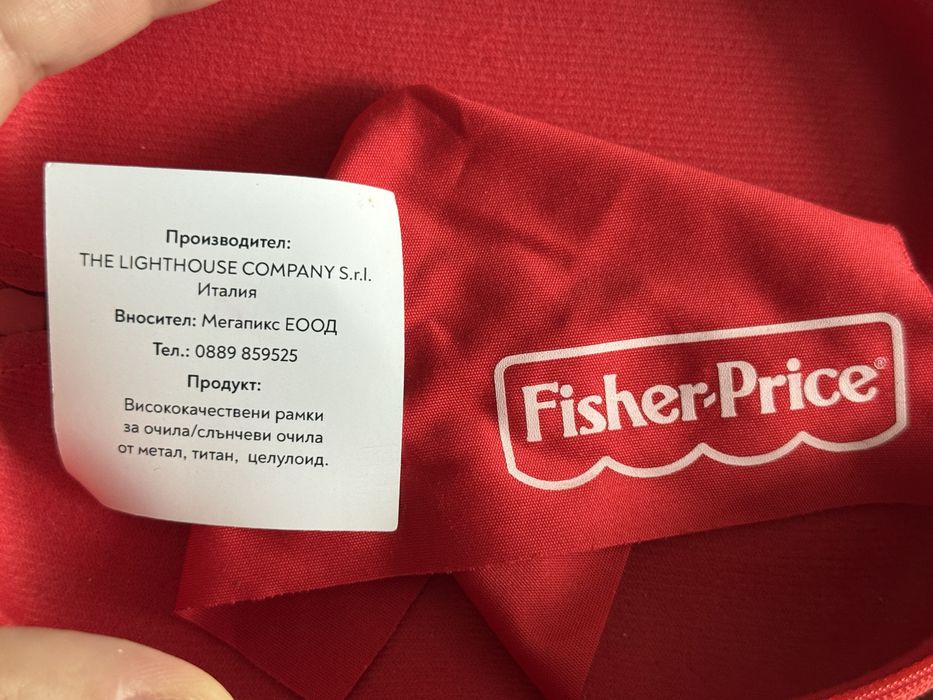 Производител:
THE LIGHTHOUSE COMPANY S.r.l.
Италия
Вносител: Мегапикс ЕООД
Тел.: 0889 859525
Продукт:
Висококачествени рамки
за очила/слънчеви очила
от метал, титан, целулоид.
Fisher-Price®